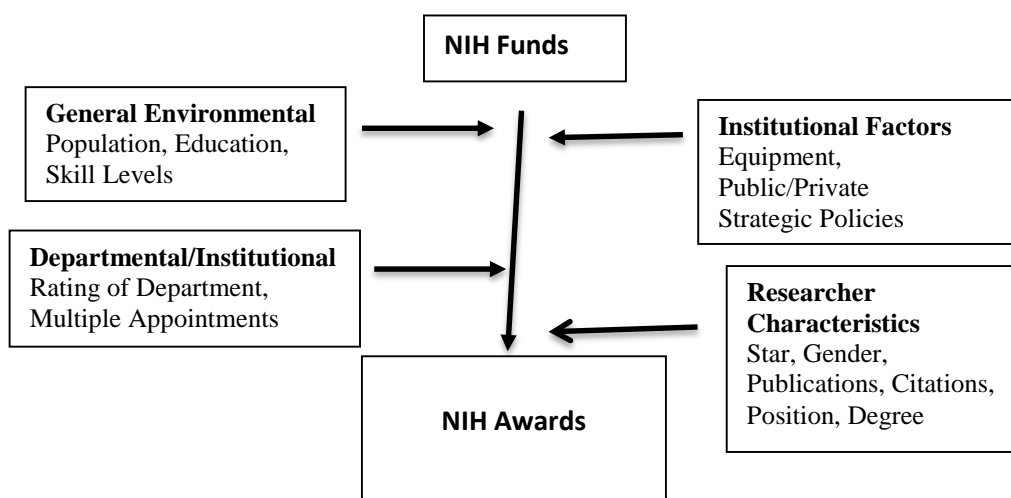 NIH Funds
General Environmental
Population, Education,
Skill Levels
Institutional Factors
Equipment,
Public/Private
Strategic Policies
Departmental/Institutional
Rating of Department,
Multiple Appointments
Researcher
Characteristics
Star, Gender,
Publications, Citations,
Position, Degree
NIH Awards